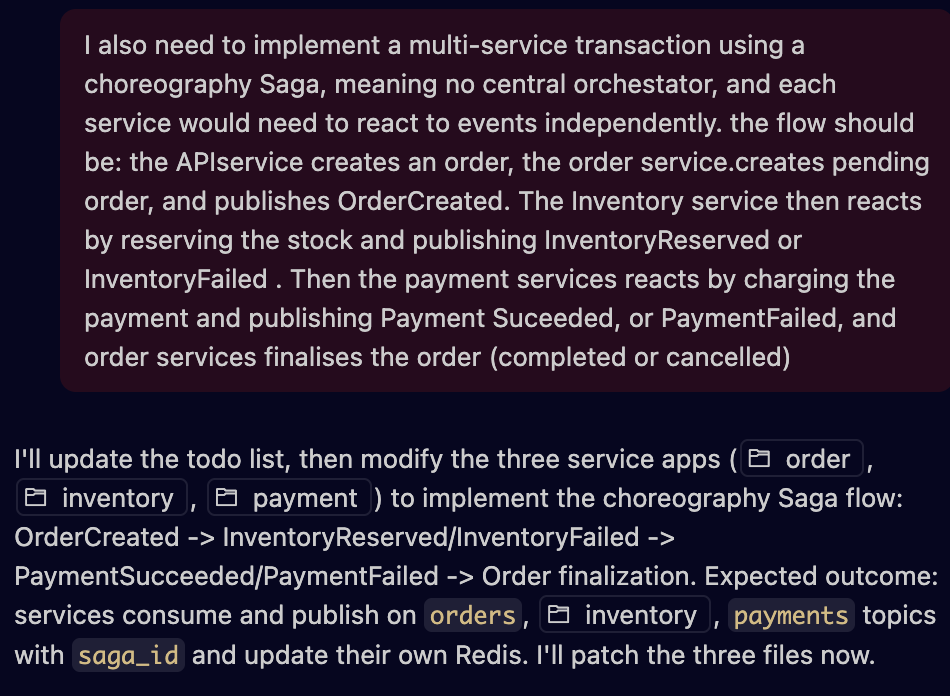 I also need to implement a multi-service transaction using a
choreography Saga, meaning no central orchestrator, and each
service would need to react to events independently. the flow should
be: the APIservice creates an order, the order service.creates pending
order, and publishes OrderCreated. The Inventory service then reacts
by reserving the stock and publishing InventoryReserved or
InventoryFailed . Then the payment services reacts by charging the
payment and publishing Payment Suceeded, or PaymentFailed, and
order services finalises the order (completed or cancelled)
I'll update the todo list, then modify the three service apps ( order ,
inventory , payment ) to implement the choreography Saga flow:
OrderCreated -> InventoryReserved/InventoryFailed ->
PaymentSucceeded/PaymentFailed -> Order finalization. Expected outcome:
services consume and publish on orders , inventory , payments topics
with saga_id and update their own Redis. I'll patch the three files now.